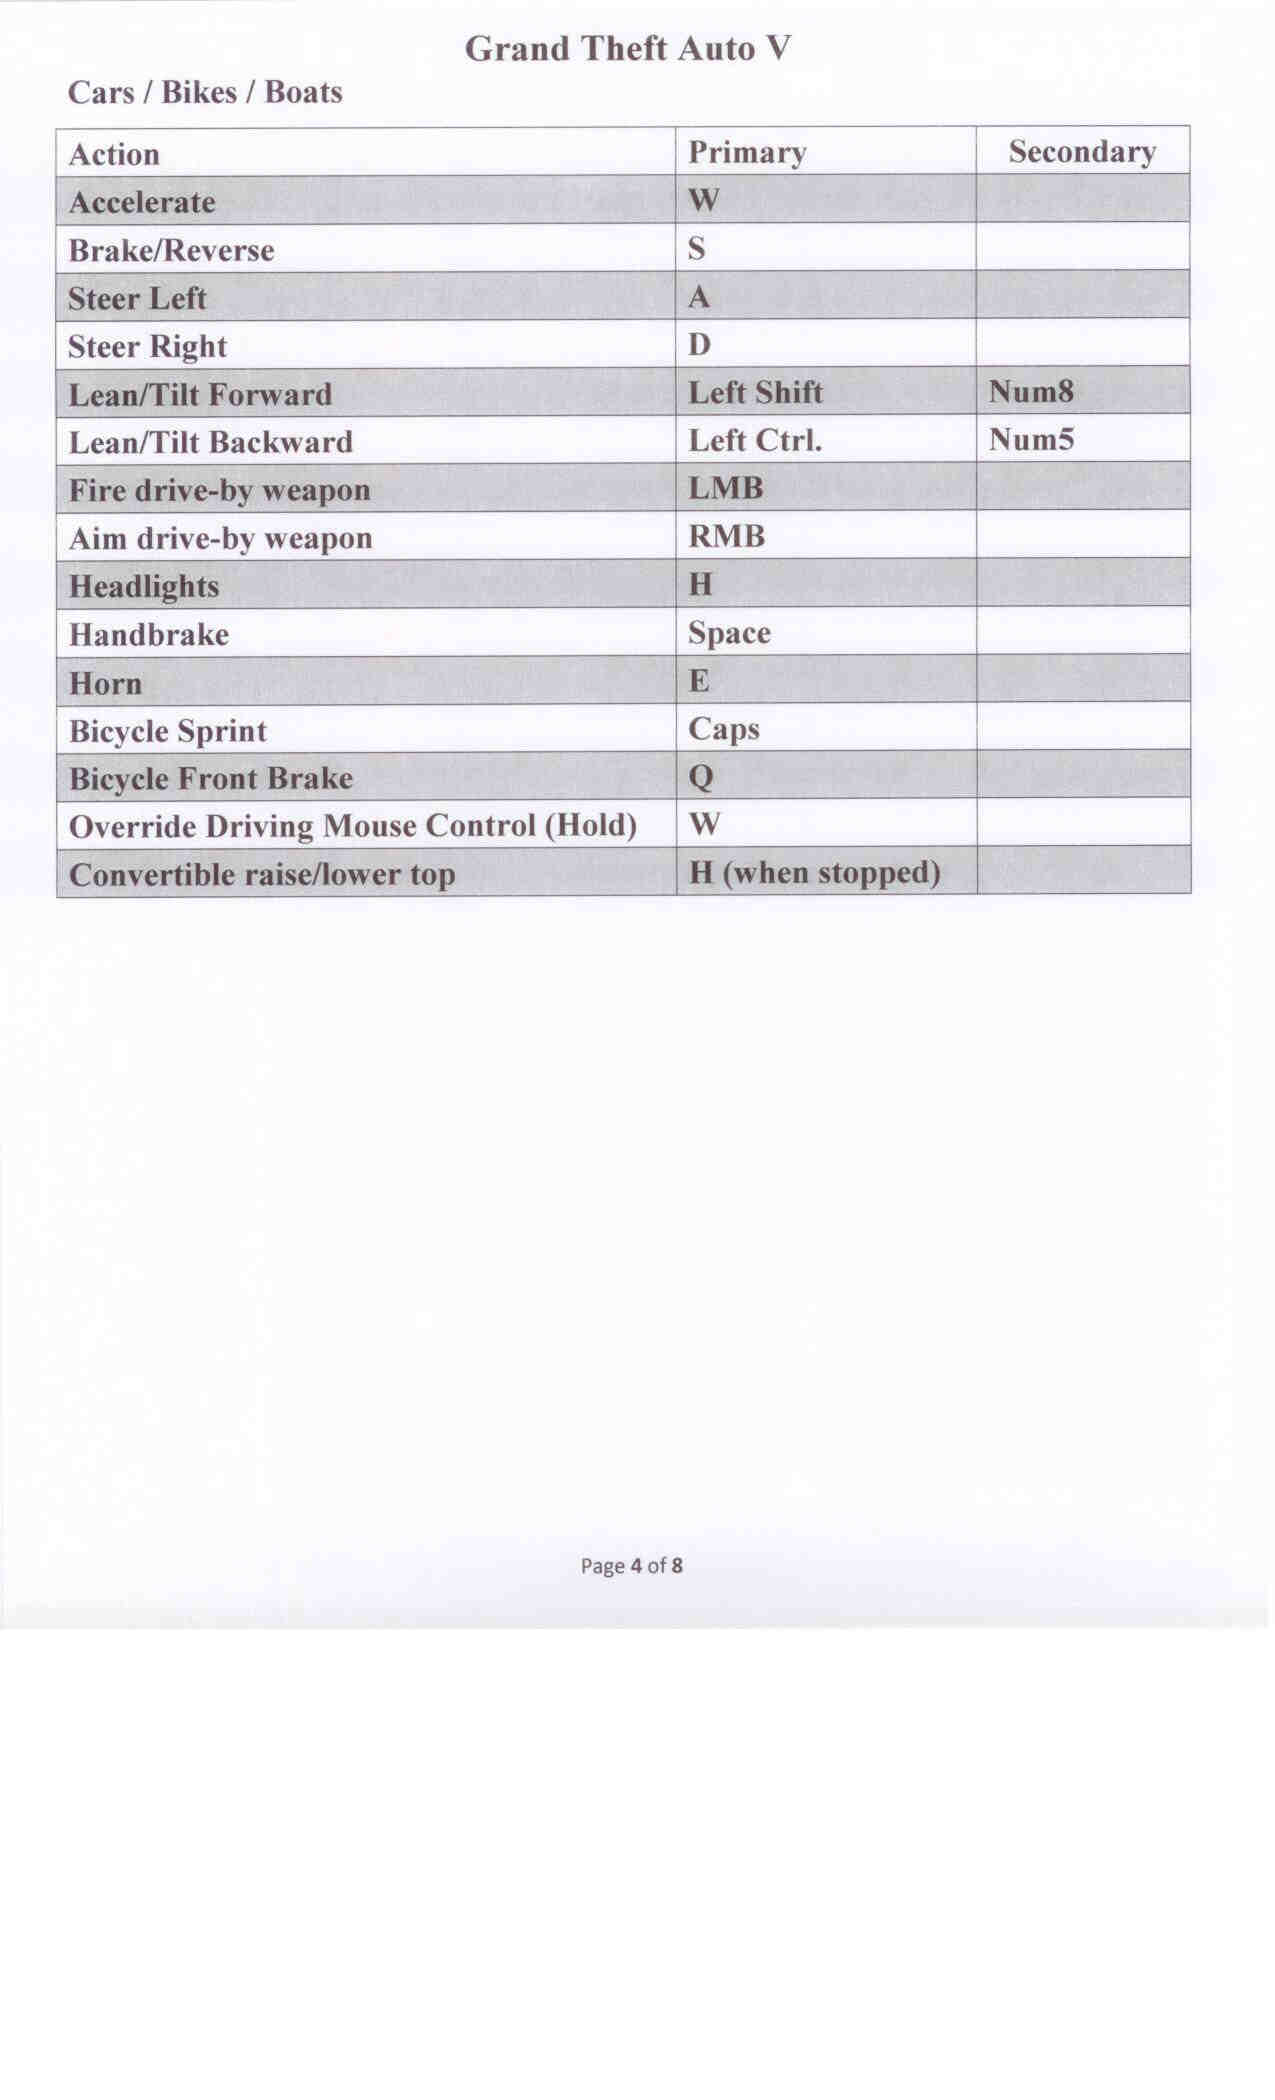 Grand Theft Auto V
Cars / Bikes / Boats
Action Primary Secondary
Accelerate W
Brake/Reverse S
Steer Left A
Steer Right D
Lean/Tilt Forward Left Shift Num8
Lean/Tilt Backward Left Ctrl. Num5
Fire drive-by weapon LMB
Aim drive-by weapon RMB
Headlights H
Handbrake Space
Horn E
Bicycle Sprint Caps
Bicycle Front Brake Q
Override Driving Mouse Control (Hold) W
Convertible raise/lower top H (when stopped)
Page 4 of 8